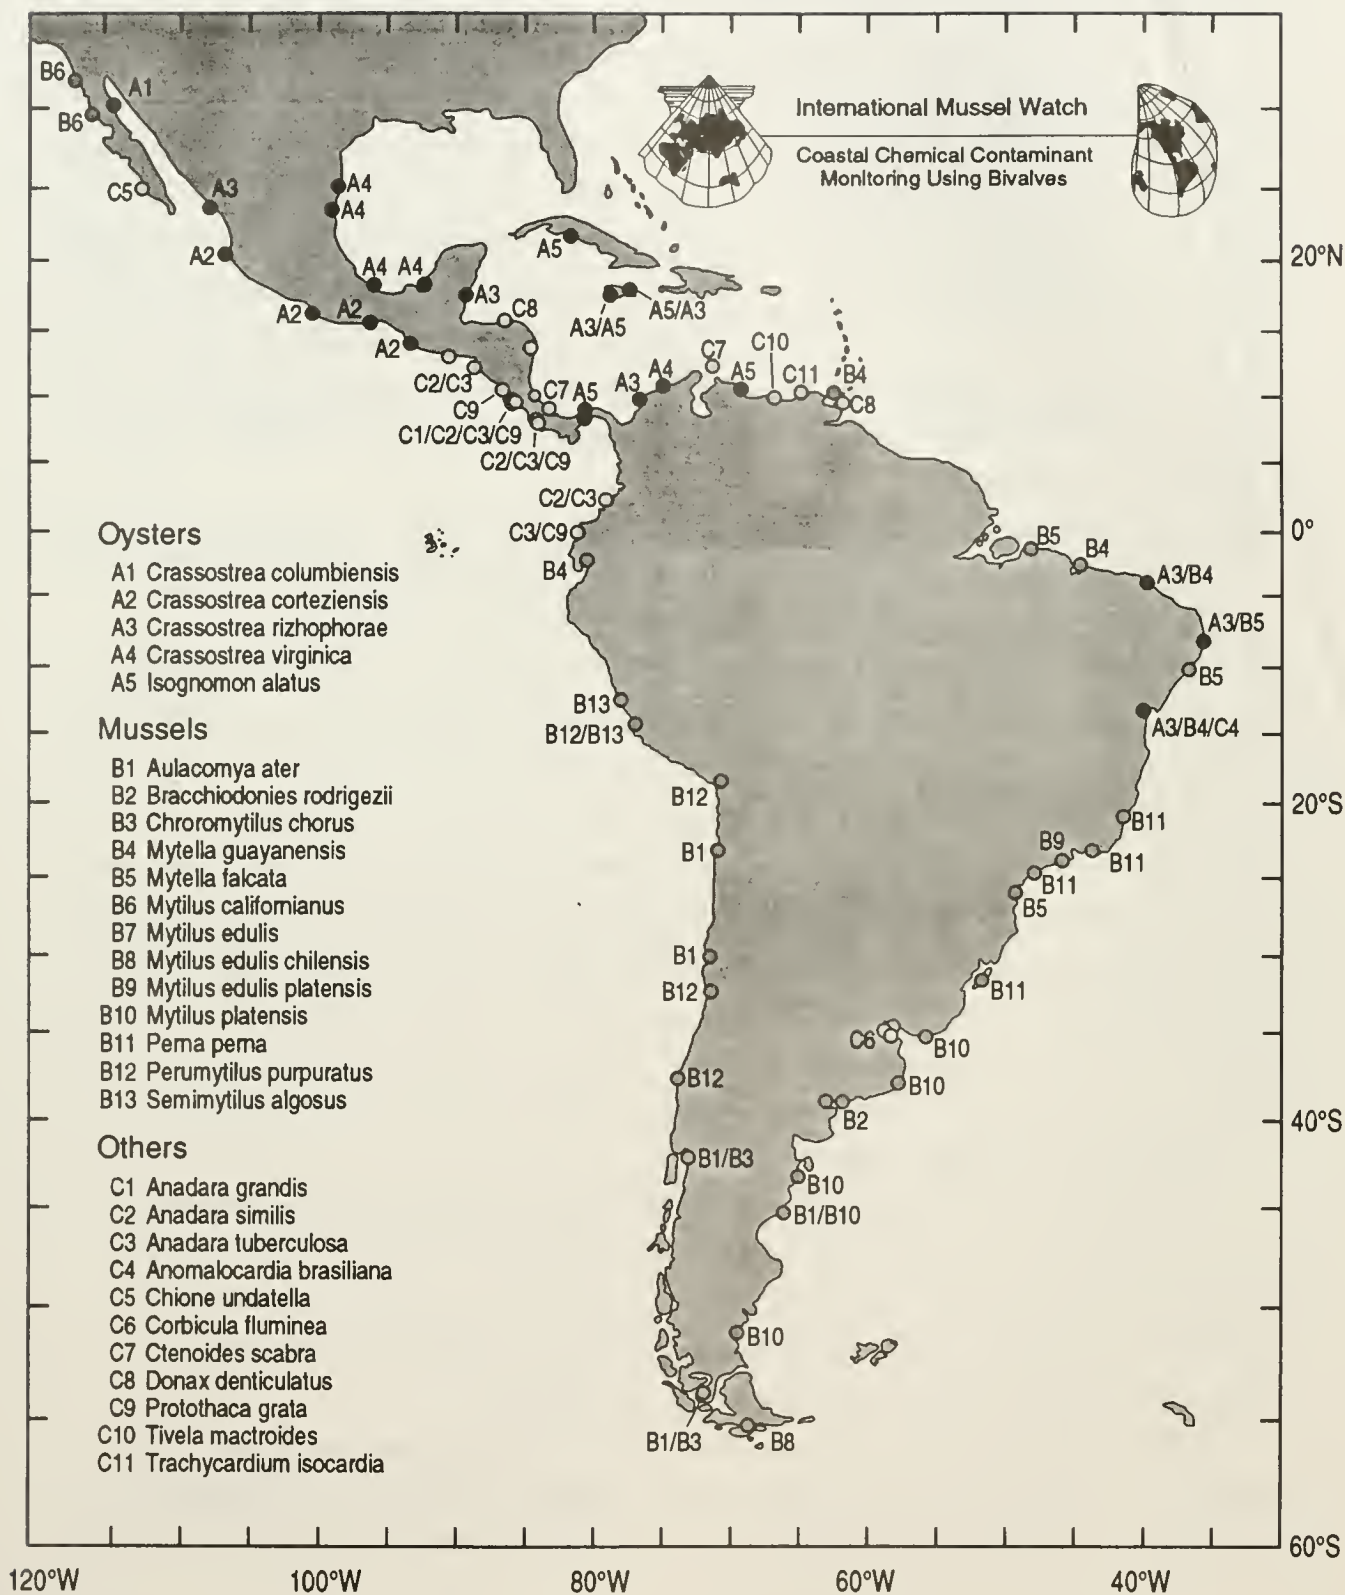 International Mussel Watch
Coastal Chemical Contaminant
Monitoring Using Bivalves
B6
A1
B6
C5
A3
A2
A4
A4
A4
A4
A2
A2
A2
A3
C8
A5
A3/A5
A5/A3
C2/C3
C9
C1/C2/C3/C9
C2/C3/C9
C7
A5
A3
A4
C7
A5
C10
C11
B4
C8
C2/C3
C3/C9
B4
B5
B4
A3/B4
A3/B5
B5
A3/B4/C4
B13
B12/B13
B12
B1
B11
B9
B11
B11
B5
B1
B12
B11
C6
B10
B12
B10
B2
B1/B3
B10
B1/B10
B10
B1/B3
B8
Oysters
A1 Crassostrea columbiensis
A2 Crassostrea corteziensis
A3 Crassostrea rizhophorae
A4 Crassostrea virginica
A5 Isognomon alatus
Mussels
B1 Aulacomya ater
B2 Bracchiodonies rodrigezii
B3 Chroromytilus chorus
B4 Mytella guayanensis
B5 Mytella falcata
B6 Mytilus californianus
B7 Mytilus edulis
B8 Mytilus edulis chilensis
B9 Mytilus edulis platensis
B10 Mytilus platensis
B11 Perna perna
B12 Perumytilus purpuratus
B13 Semimytilus algosus
Others
C1 Anadara grandis
C2 Anadara similis
C3 Anadara tuberculosa
C4 Anomalocardia brasiliana
C5 Chione undatella
C6 Corbicula fluminea
C7 Ctenoides scabra
C8 Donax denticulatus
C9 Protothaca grata
C10 Tivela mactroides
C11 Trachycardium isocardia
20°N
0°
20°S
40°S
60°S
120°W 100°W 80°W 60°W 40°W